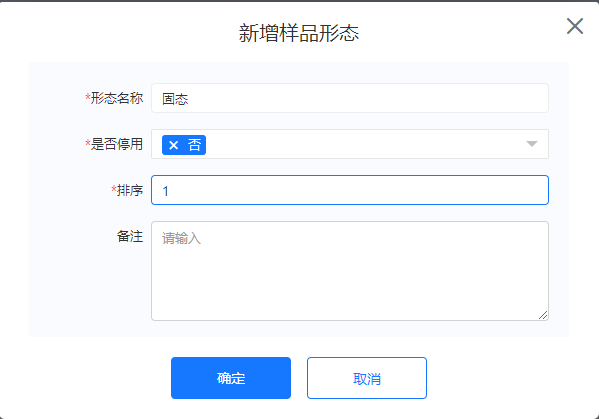 新增样品形态
*形态名称 固态
*是否停用 × 否
*排序 1
备注 请输入
确定 取消